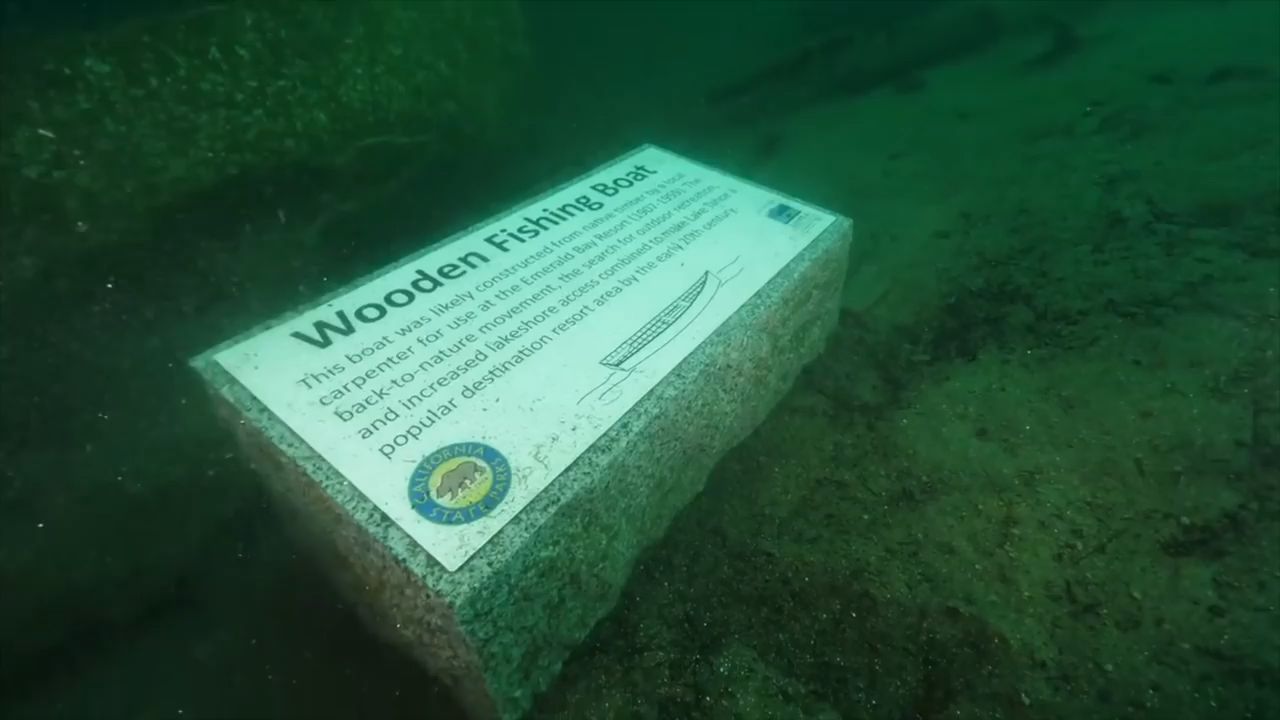 Wooden Fishing Boat
This boat was likely constructed from native timber by a local
carpenter for use at the Emerald Bay Resort (1907-1959). The
back-to-nature movement, the search for outdoor recreation,
and increased lakeshore access combined to make Lake Tahoe a
popular destination resort area by the early 20th century.
CALIFORNIA
STATE PARKS